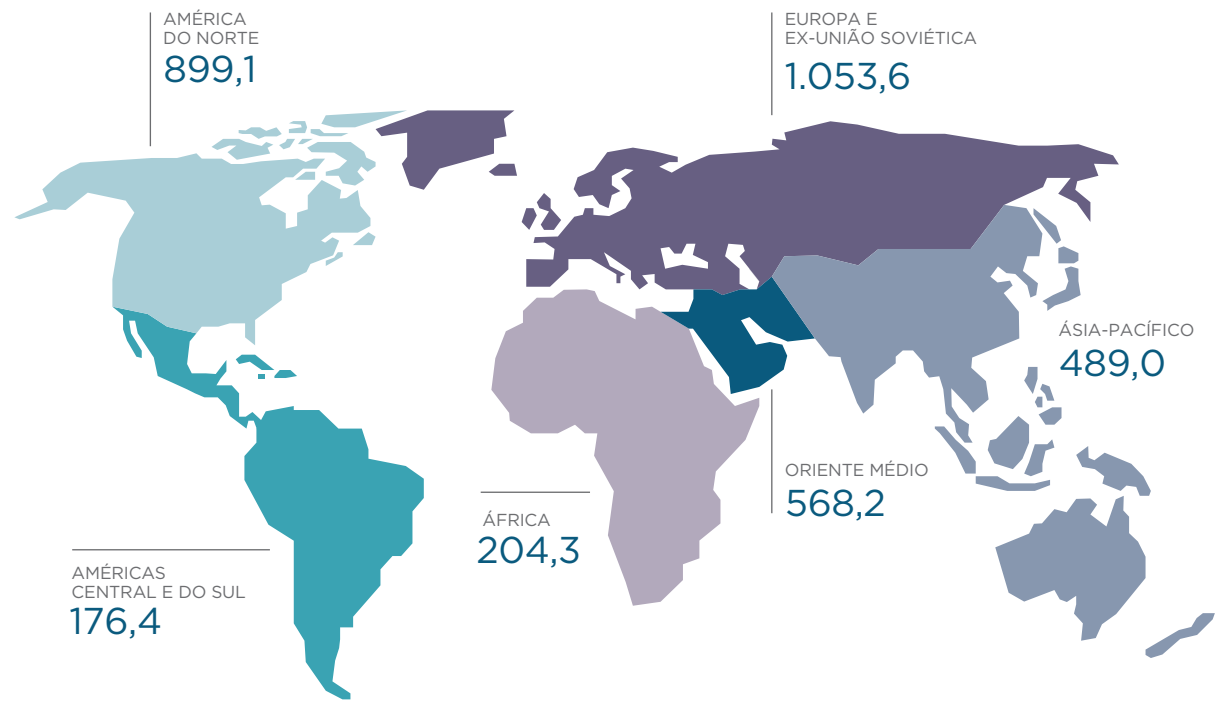 AMÉRICA
DO NORTE
899,1
EUROPA E
EX-UNIÃO SOVIÉTICA
1.053,6
ÁSIA-PACÍFICO
489,0
ORIENTE MÉDIO
568,2
ÁFRICA
204,3
AMÉRICAS
CENTRAL E DO SUL
176,4